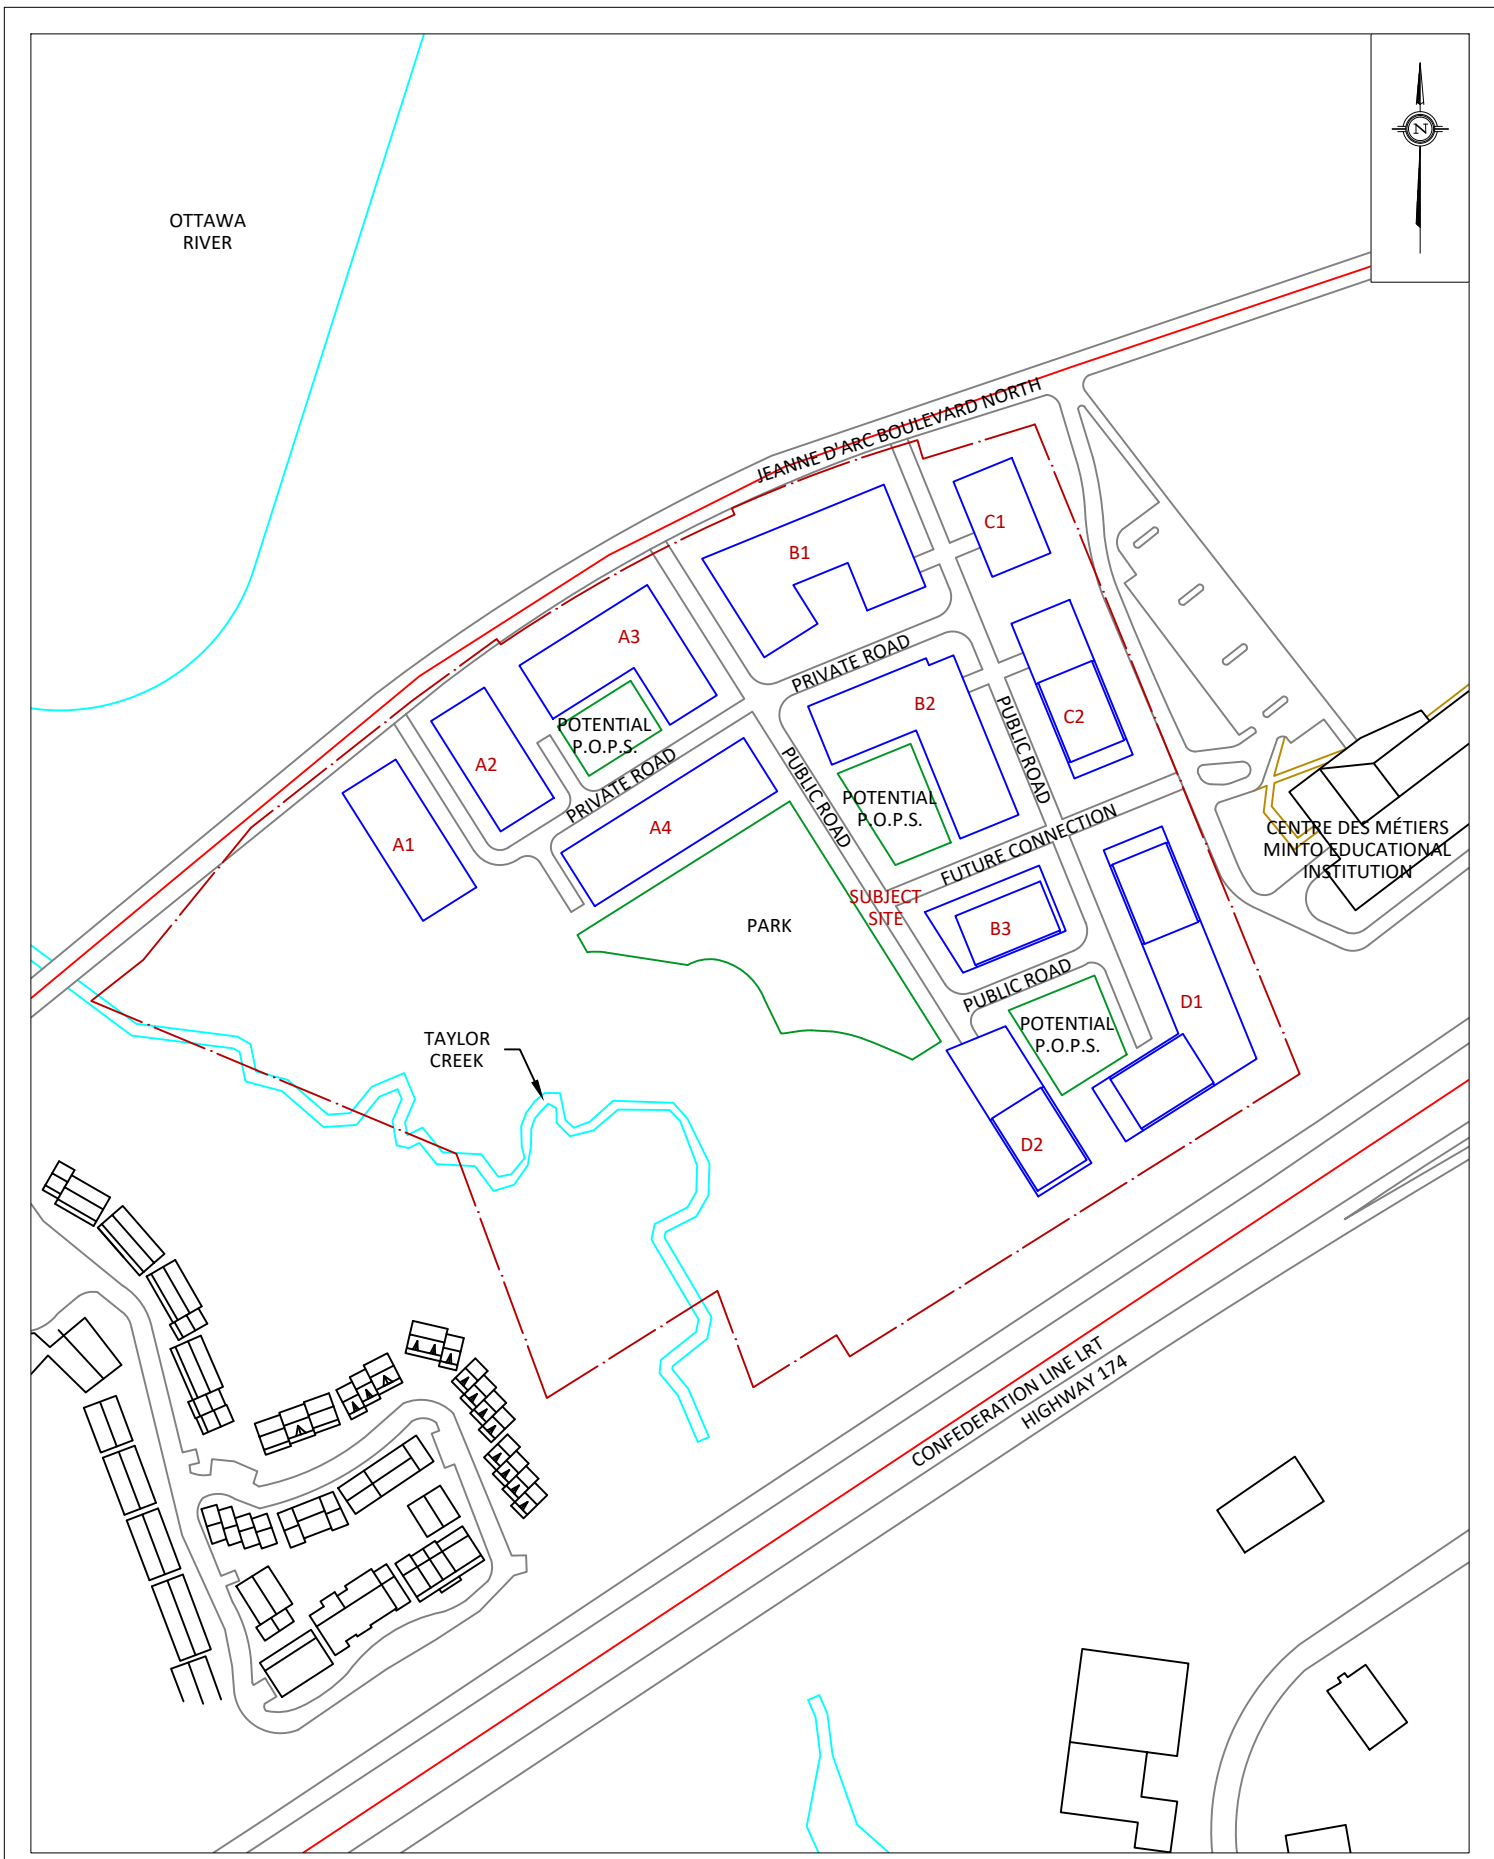 N
OTTAWA
RIVER
JEANNE D'ARC BOULEVARD NORTH
C1
B1
A3
PRIVATE ROAD
B2
PUBLIC ROAD
C2
POTENTIAL
P.O.P.S.
A2
PRIVATE ROAD
PUBLIC ROAD
POTENTIAL
P.O.P.S.
A4
A1
FUTURE CONNECTION
CENTRE DES MÉTIERS
MINTO EDUCATIONAL
INSTITUTION
SUBJECT
SITE
PARK
B3
PUBLIC ROAD
D1
POTENTIAL
P.O.P.S.
TAYLOR
CREEK
D2
CONFEDERATION LINE LRT
HIGHWAY 174